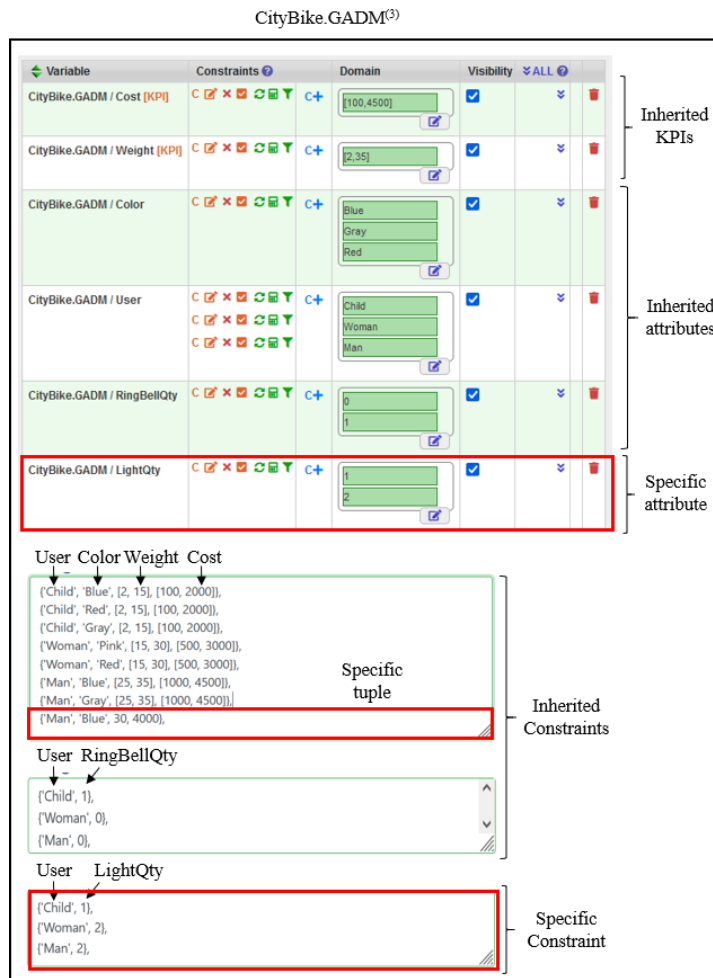 CityBike.GADM(3)
Variable Constraints Domain Visibility ALL
CityBike.GADM / Cost [KPI] C C+ [100,4500]
CityBike.GADM / Weight [KPI] C C+ [2,35]
Inherited
KPIs
CityBike.GADM / Color C C+ Blue
Gray
Red
CityBike.GADM / User C C+ Child
C Woman
C Man
Inherited
attributes
CityBike.GADM / RingBellQty C C+ 0
1
CityBike.GADM / LightQty C C+ 1
2
Specific
attribute
User Color Weight Cost
{'Child', 'Blue', [2, 15], [100, 2000]},
{'Child', 'Red', [2, 15], [100, 2000]},
{'Child', 'Gray', [2, 15], [100, 2000]},
{'Woman', 'Pink', [15, 30], [500, 3000]},
{'Woman', 'Red', [15, 30], [500, 3000]},
{'Man', 'Blue', [25, 35], [1000, 4500]},
{'Man', 'Gray', [25, 35], [1000, 4500]},
{'Man', 'Blue', 30, 4000},
Specific
tuple
Inherited
Constraints
User RingBellQty
{'Child', 1},
{'Woman', 0},
{'Man', 0},
User LightQty
{'Child', 1},
{'Woman', 2},
{'Man', 2},
Specific
Constraint